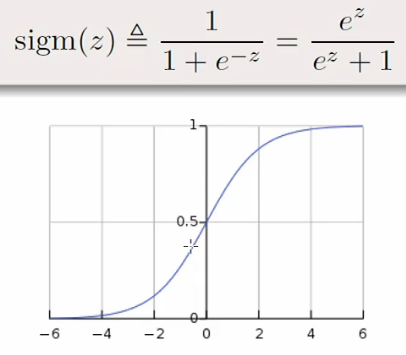 sigm(z) ≜ 1 / (1 + e^{-z}) = e^z / (e^z + 1)
1
0.5
0
−6 −4 −2 0 2 4 6